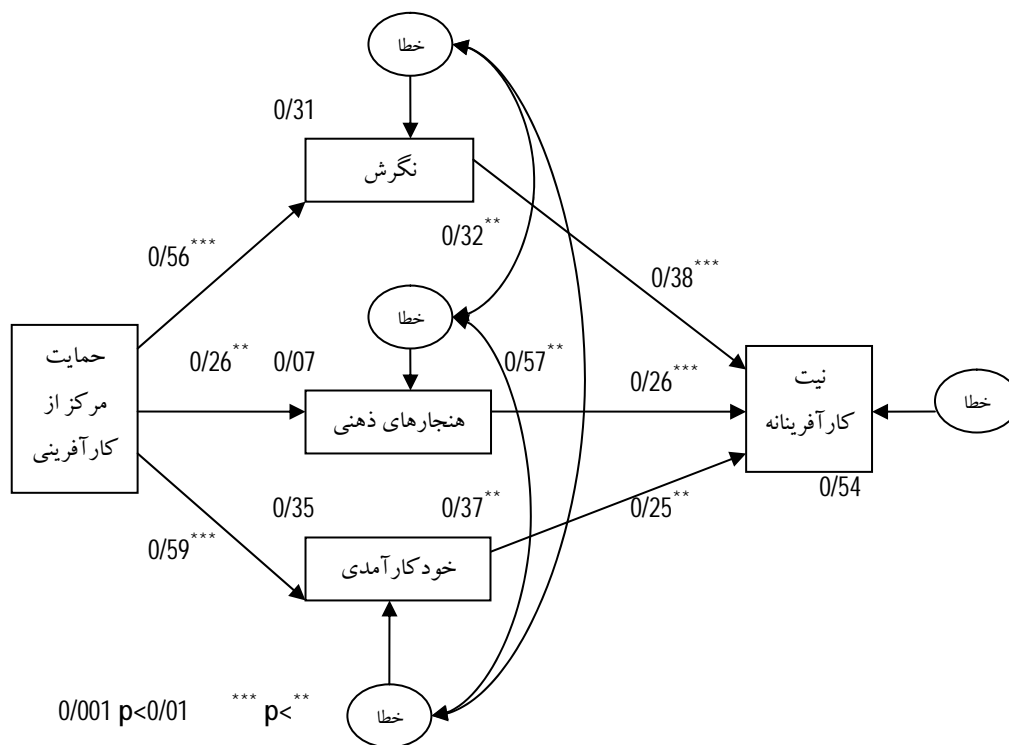 خطا
0/31
نگرش
0/32**
0/56***
0/38***
خطا
حمایت
مرکز از
کارآفرینی
0/26**
0/07
0/57**
0/26***
نیت
کارآفرینانه
خطا
هنجارهای ذهنی
0/54
0/35
0/37**
0/25**
0/59***
خودکارآمدی
خطا
0/001 p<0/01 *** p<**